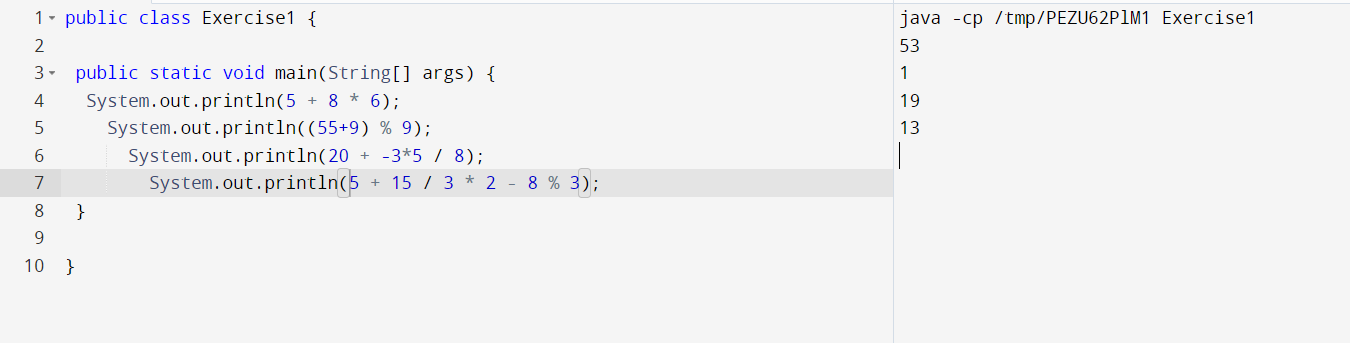 1 public class Exercise1 {
2
3 public static void main(String[] args) {
4 System.out.println(5 + 8 * 6);
5 System.out.println((55+9) % 9);
6 System.out.println(20 + -3*5 / 8);
7 System.out.println(5 + 15 / 3 * 2 - 8 % 3);
8 }
9
10 }
java -cp /tmp/PEZU62PlM1 Exercise1
53
1
19
13